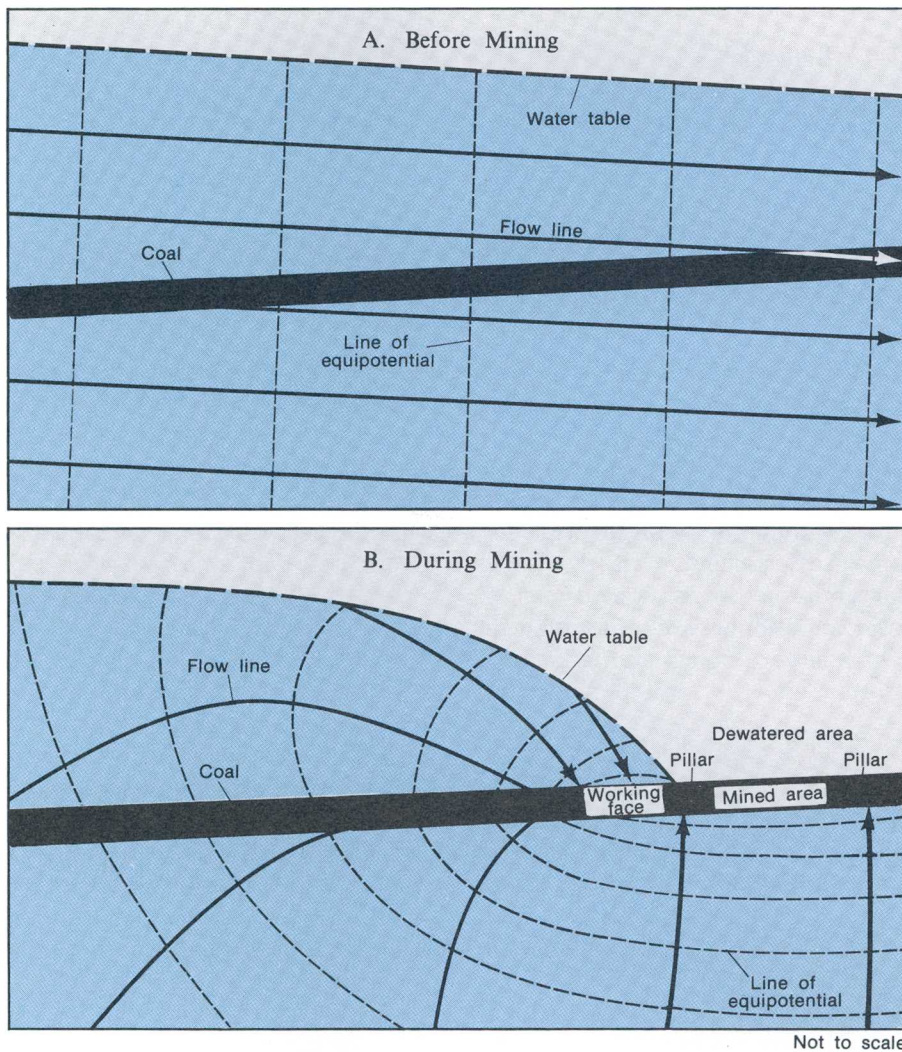 A. Before Mining
Water table
Flow line
Coal
Line of
equipotential
B. During Mining
Water table
Flow line
Dewatered area
Coal
Pillar
Pillar
Working
face
Mined area
Line of
equipotential
Not to scale